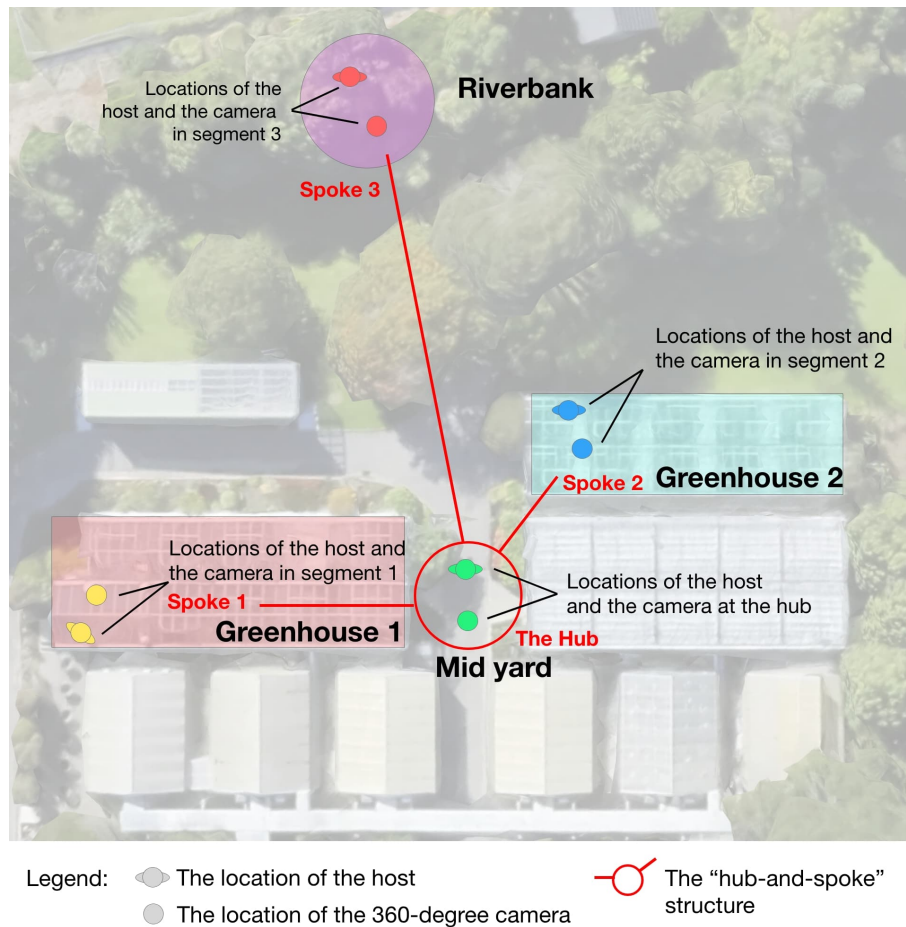 Locations of the
host and the camera
in segment 3
Riverbank
Spoke 3
Locations of the host and
the camera in segment 2
Spoke 2
Greenhouse 2
Locations of the host and
the camera in segment 1
Spoke 1
Greenhouse 1
Locations of the host
and the camera at the hub
The Hub
Mid yard
Legend:
The location of the host
The location of the 360-degree camera
The “hub-and-spoke”
structure